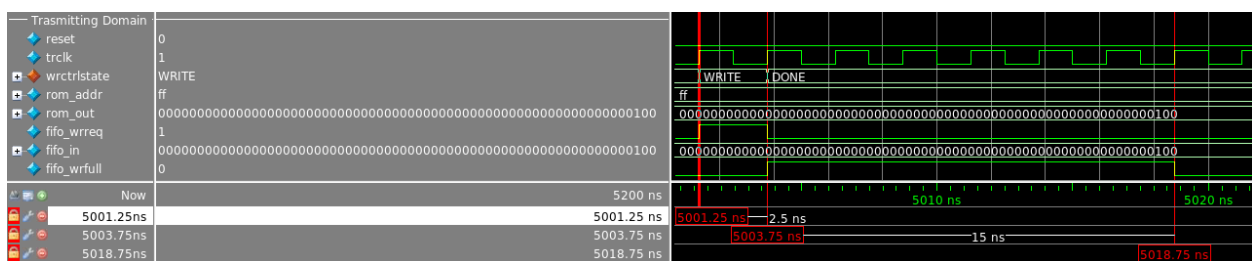 Trasmitting Domain
reset 0
trclk 1
wrctrlstate WRITE WRITE DONE
rom_addr ff ff
rom_out 0000000000000000000000000000000000000000000000000000000000000100 0000000000000000000000000000000000000000000000000000000000000100
fifo_wrreq 1
fifo_in 0000000000000000000000000000000000000000000000000000000000000100 0000000000000000000000000000000000000000000000000000000000000100
fifo_wrfull 0
Now 5200 ns 5010 ns 5020 ns
5001.25ns 5001.25 ns 5001.25 ns 2.5 ns
5003.75ns 5003.75 ns 5003.75 ns 15 ns
5018.75ns 5018.75 ns 5018.75 ns